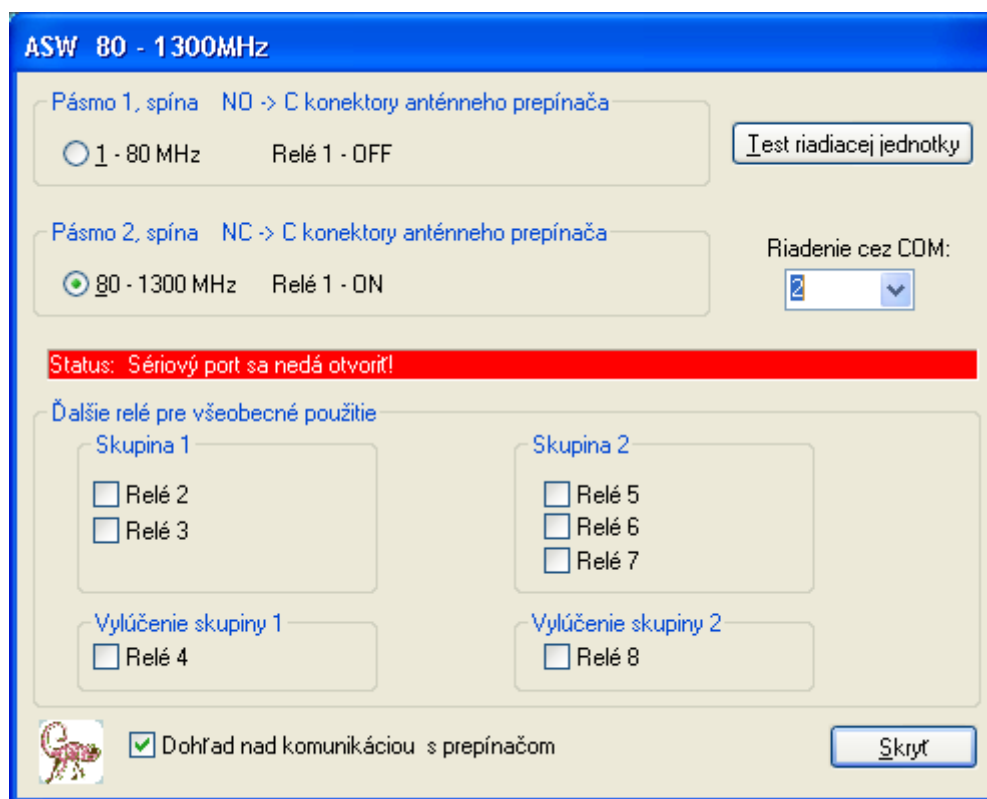 ASW 80 - 1300MHz
Pásmo 1, spína NO -> C konektory anténneho prepínača
1 - 80 MHz Relé 1 - OFF
Test riadiacej jednotky
Pásmo 2, spína NC -> C konektory anténneho prepínača
80 - 1300 MHz Relé 1 - ON
Riadenie cez COM:
2
Status: Sériový port sa nedá otvoriť!
Ďalšie relé pre všeobecné použitie
Skupina 1
Relé 2
Relé 3
Skupina 2
Relé 5
Relé 6
Relé 7
Vylúčenie skupiny 1
Relé 4
Vylúčenie skupiny 2
Relé 8
Dohľad nad komunikáciou s prepínačom
Skryť